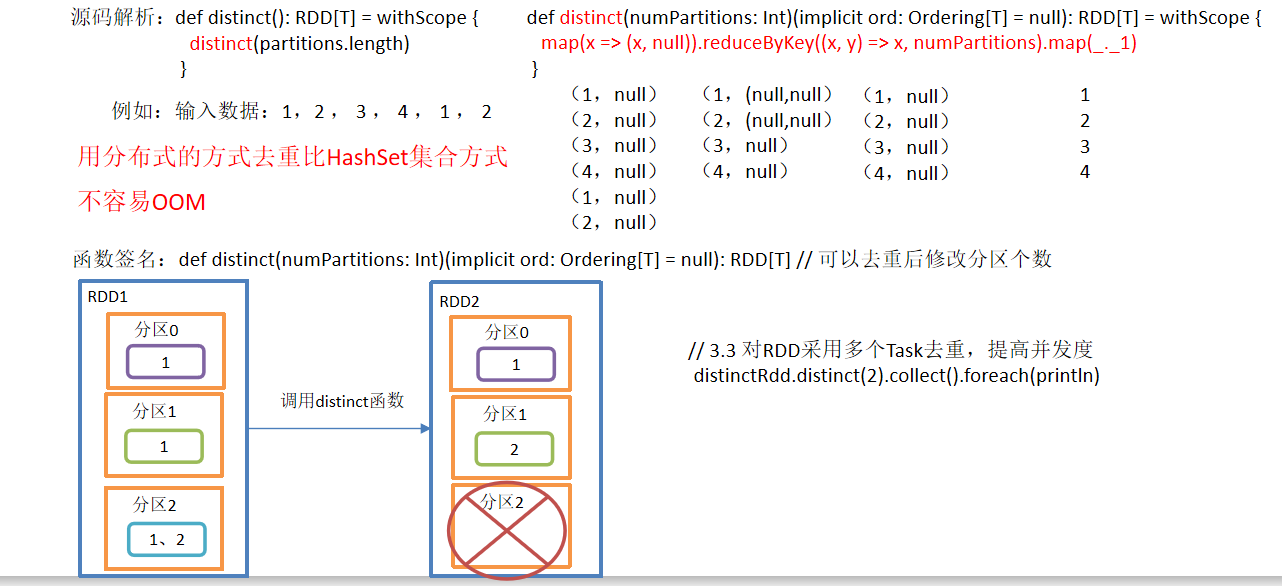 源码解析：def distinct(): RDD[T] = withScope {
distinct(partitions.length)
}
def distinct(numPartitions: Int)(implicit ord: Ordering[T] = null): RDD[T] = withScope {
map(x => (x, null)).reduceByKey((x, y) => x, numPartitions).map(_._1)
}
例如：输入数据：1，2 ，3 ，4 ，1 ，2
用分布式的方式去重比HashSet集合方式
不容易OOM
（1，null） （1，(null,null） （1，null） 1
（2，null） （2，(null,null） （2，null） 2
（3，null） （3，null） （3，null） 3
（4，null） （4，null） （4，null） 4
（1，null）
（2，null）
函数签名：def distinct(numPartitions: Int)(implicit ord: Ordering[T] = null): RDD[T] // 可以去重后修改分区个数
RDD1
分区0
1
分区1
1
分区2
1、2
调用distinct函数
RDD2
分区0
1
分区1
2
分区2
// 3.3 对RDD采用多个Task去重，提高并发度
distinctRdd.distinct(2).collect().foreach(println)